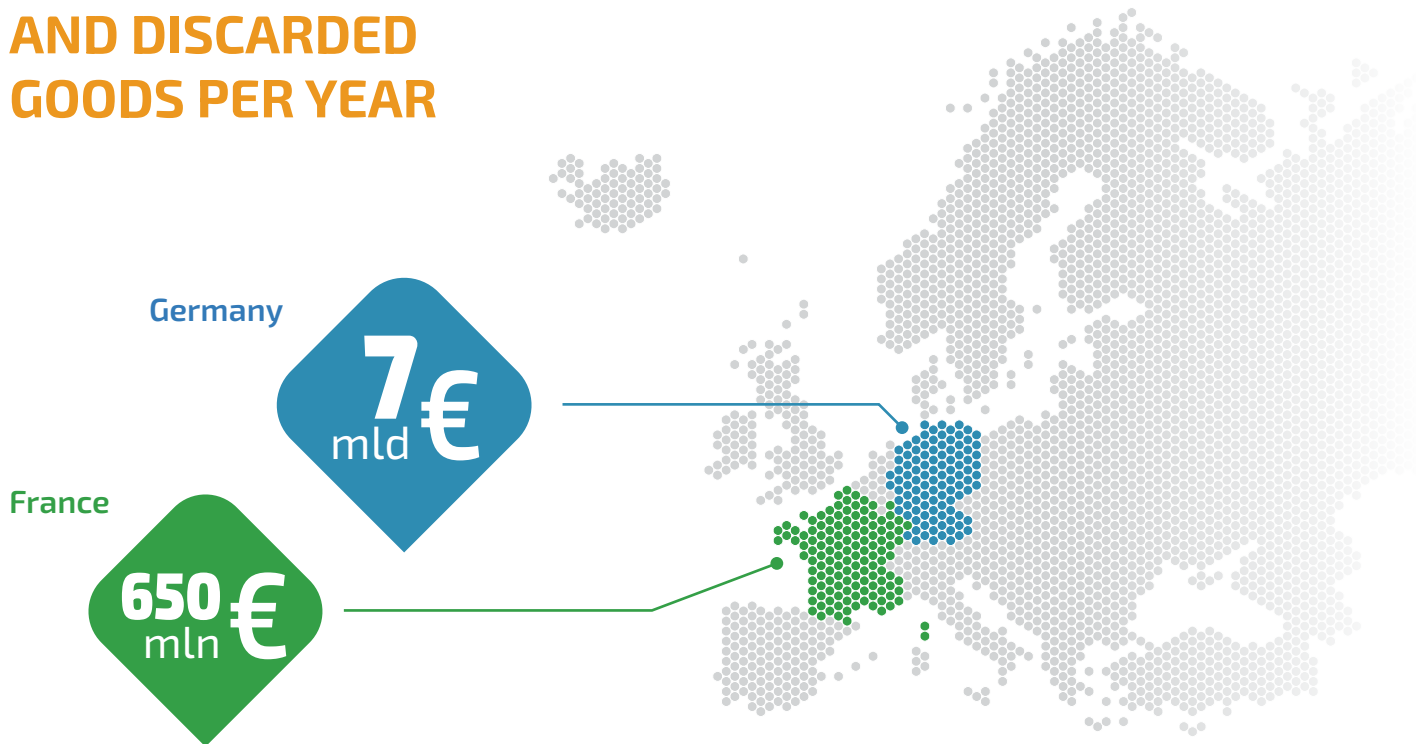 AND DISCARDED
GOODS PER YEAR
Germany
7
mld €
France
650
mln €